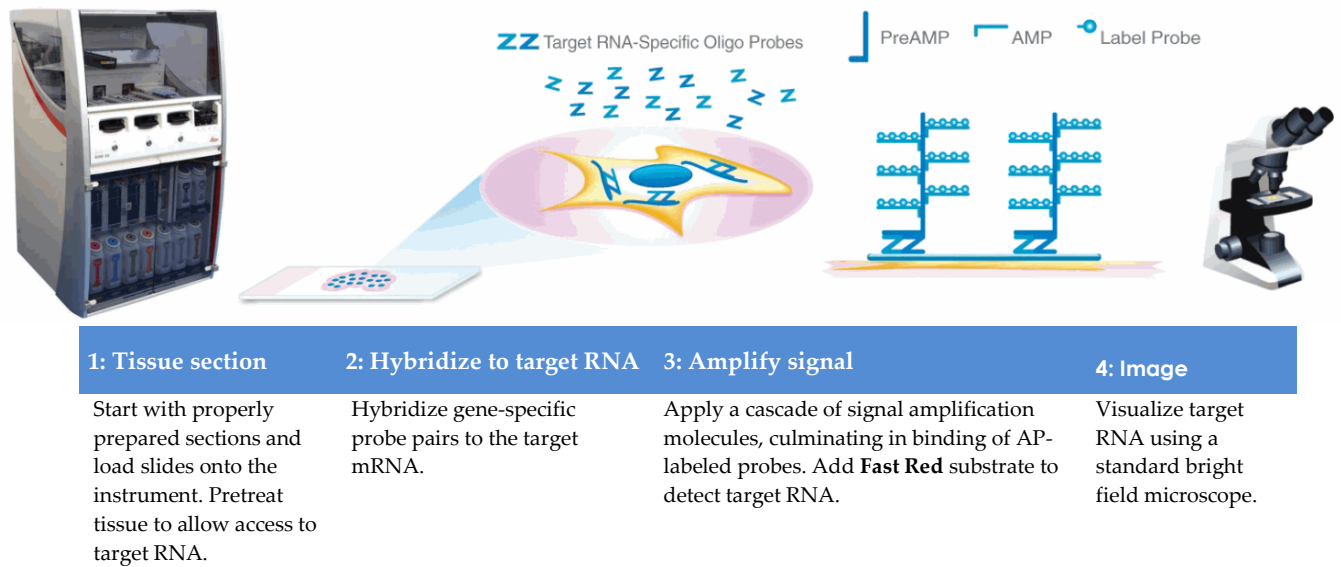 ZZ Target RNA-Specific Oligo Probes
PreAMP
AMP
Label Probe
1: Tissue section
2: Hybridize to target RNA
3: Amplify signal
4: Image
Start with properly
prepared sections and
load slides onto the
instrument. Pretreat
tissue to allow access to
target RNA.
Hybridize gene-specific
probe pairs to the target
mRNA.
Apply a cascade of signal amplification
molecules, culminating in binding of AP-
labeled probes. Add Fast Red substrate to
detect target RNA.
Visualize target
RNA using a
standard bright
field microscope.